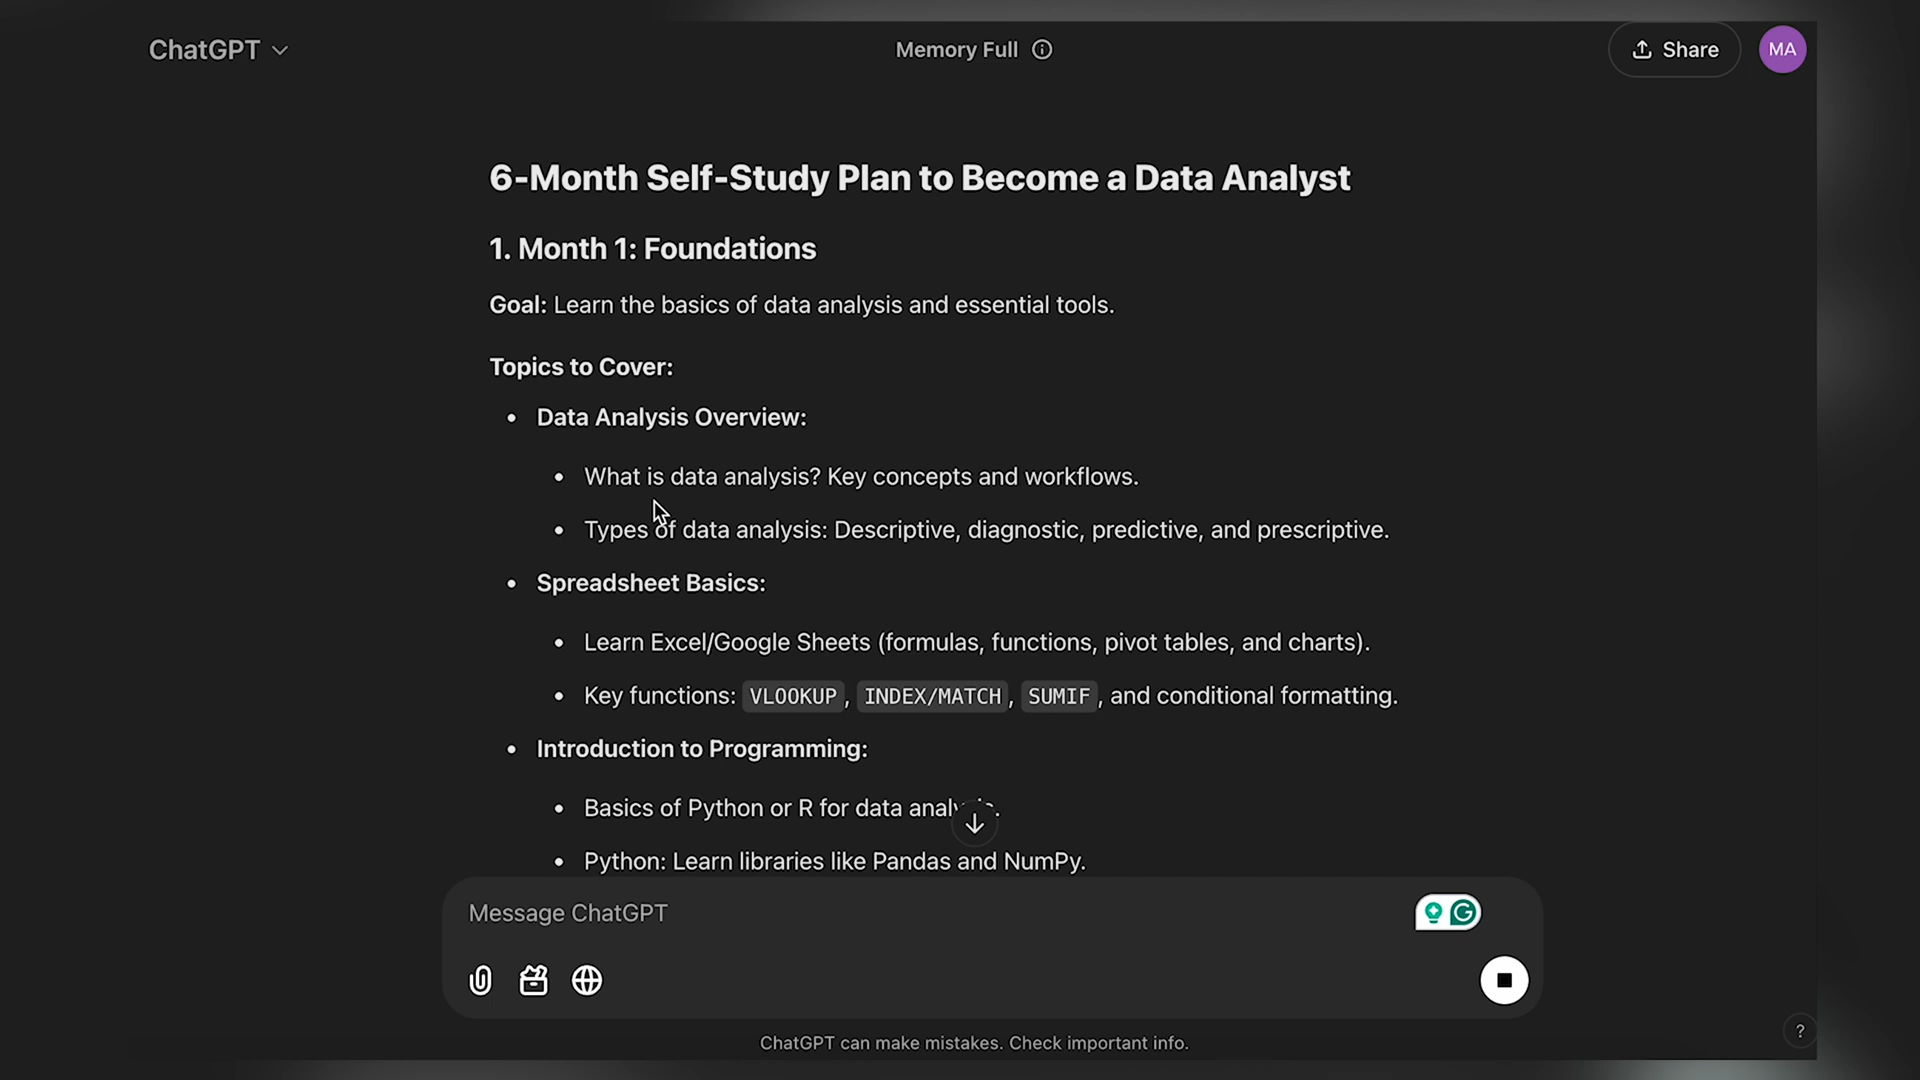 ChatGPT
Memory Full
Share
MA
6-Month Self-Study Plan to Become a Data Analyst
1. Month 1: Foundations
Goal: Learn the basics of data analysis and essential tools.
Topics to Cover:
• Data Analysis Overview:
• What is data analysis? Key concepts and workflows.
• Types of data analysis: Descriptive, diagnostic, predictive, and prescriptive.
• Spreadsheet Basics:
• Learn Excel/Google Sheets (formulas, functions, pivot tables, and charts).
• Key functions: VLOOKUP, INDEX/MATCH, SUMIF, and conditional formatting.
• Introduction to Programming:
• Basics of Python or R for data analysis.
• Python: Learn libraries like Pandas and NumPy.
Message ChatGPT
ChatGPT can make mistakes. Check important info.
?